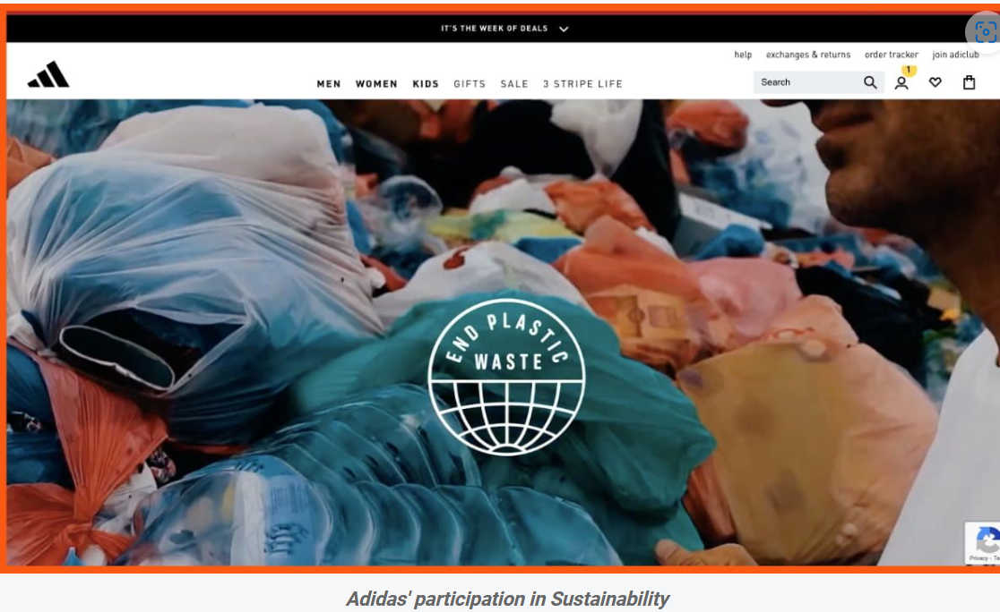 IT'S THE WEEK OF DEALS
help exchanges & returns order tracker join adiclub
1
MEN WOMEN KIDS GIFTS SALE 3 STRIPE LIFE
Search
END PLASTIC
WASTE
Privacy - Te
Adidas' participation in Sustainability